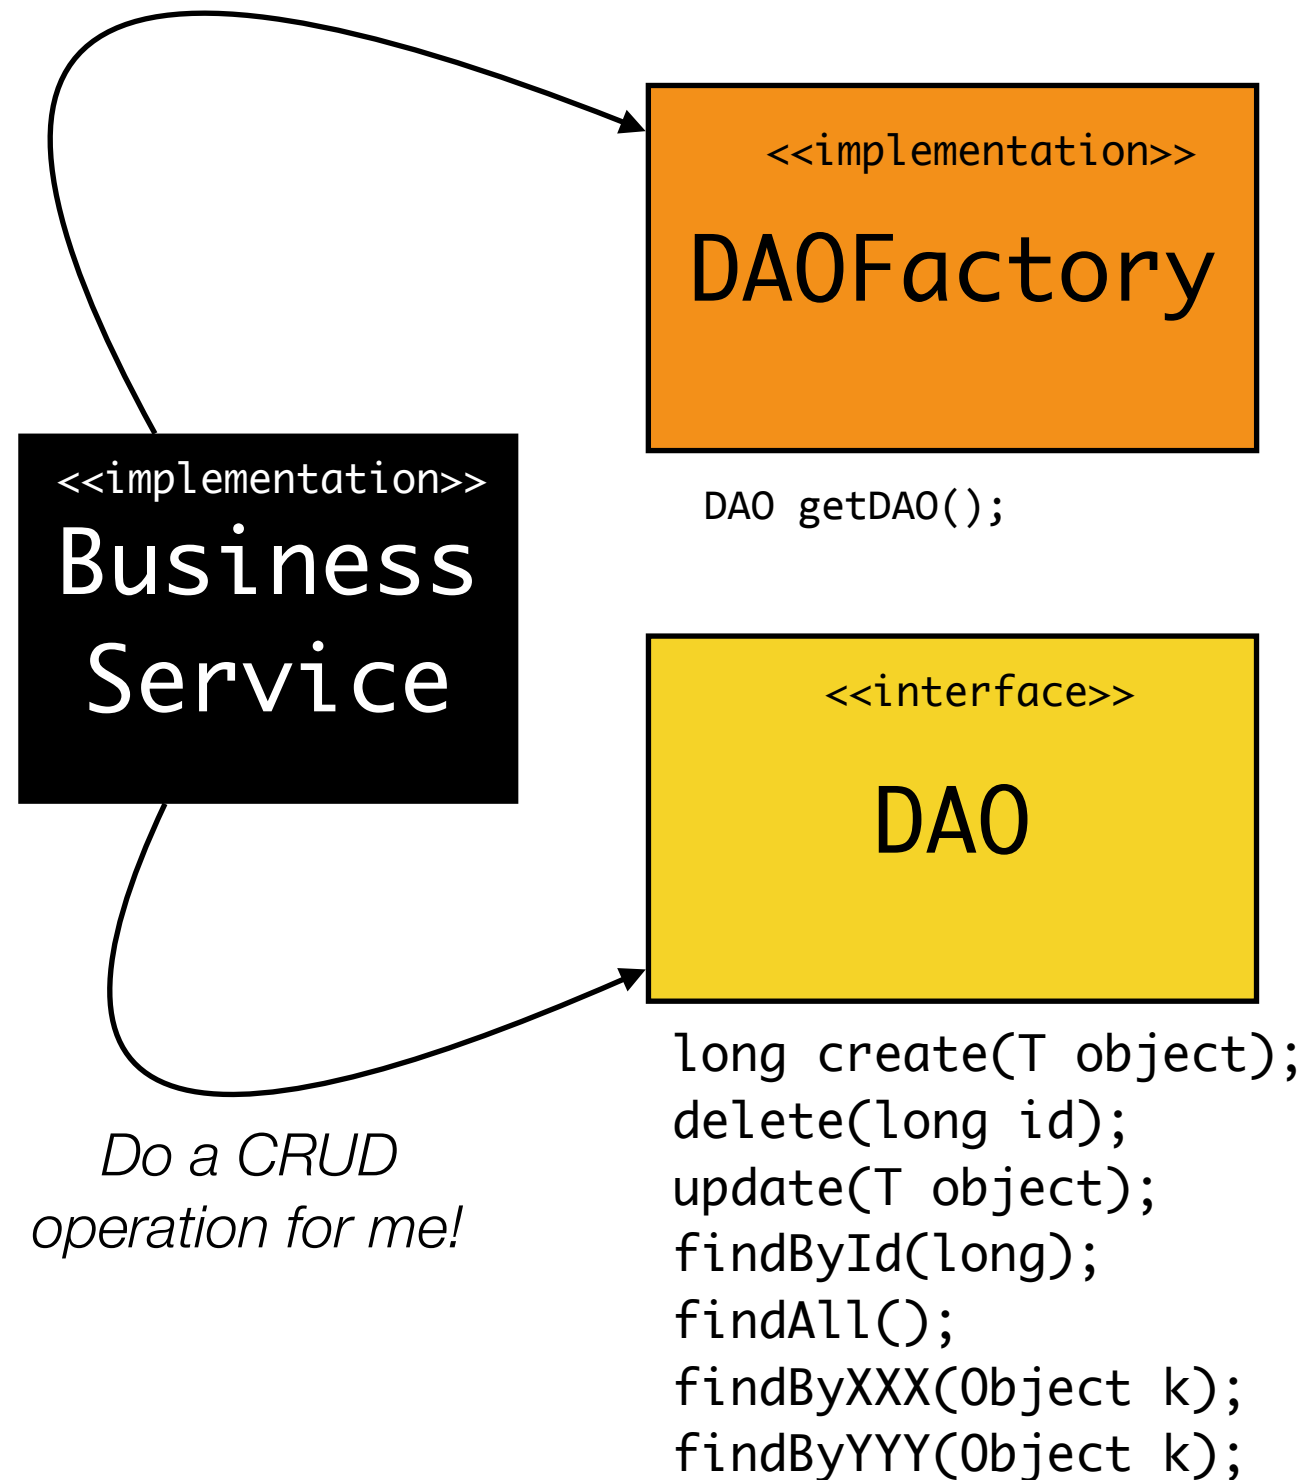 <<implementation>>
DAOFactory
DAO getDAO();
<<implementation>>
Business
Service
<<interface>>
DAO
Do a CRUD
operation for me!
long create(T object);
delete(long id);
update(T object);
findById(long);
findAll();
findByXXX(Object k);
findByYYY(Object k);